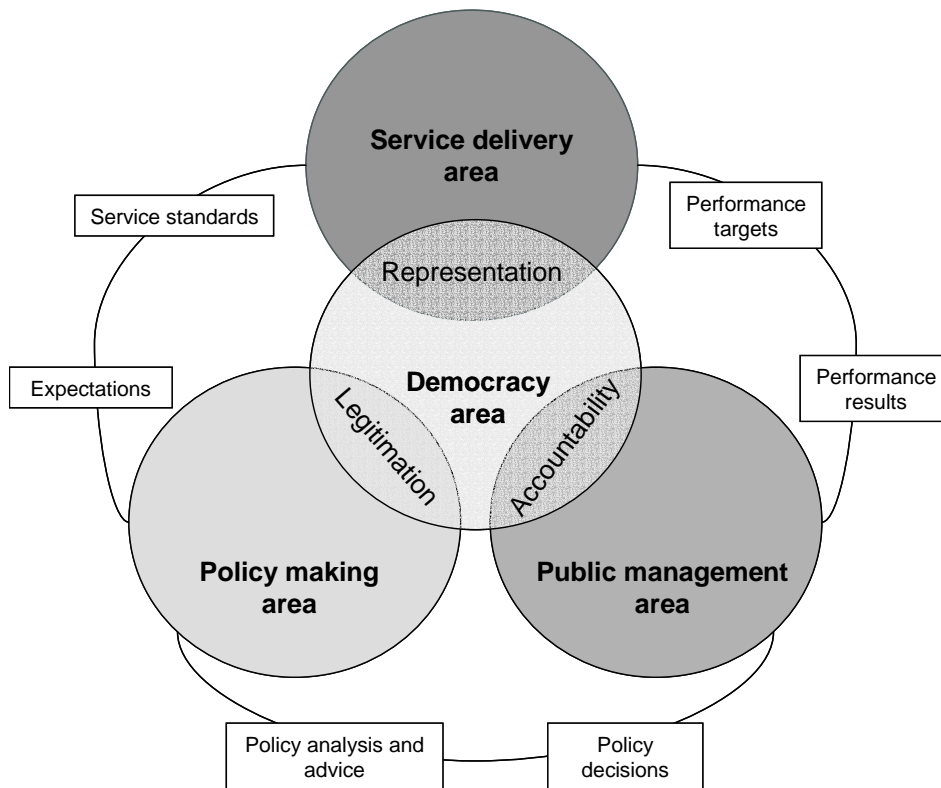 Service delivery
area
Service standards
Performance
targets
Representation
Expectations
Democracy
area
Performance
results
Legitimation
Accountability
Policy making
area
Public management
area
Policy analysis and
advice
Policy
decisions